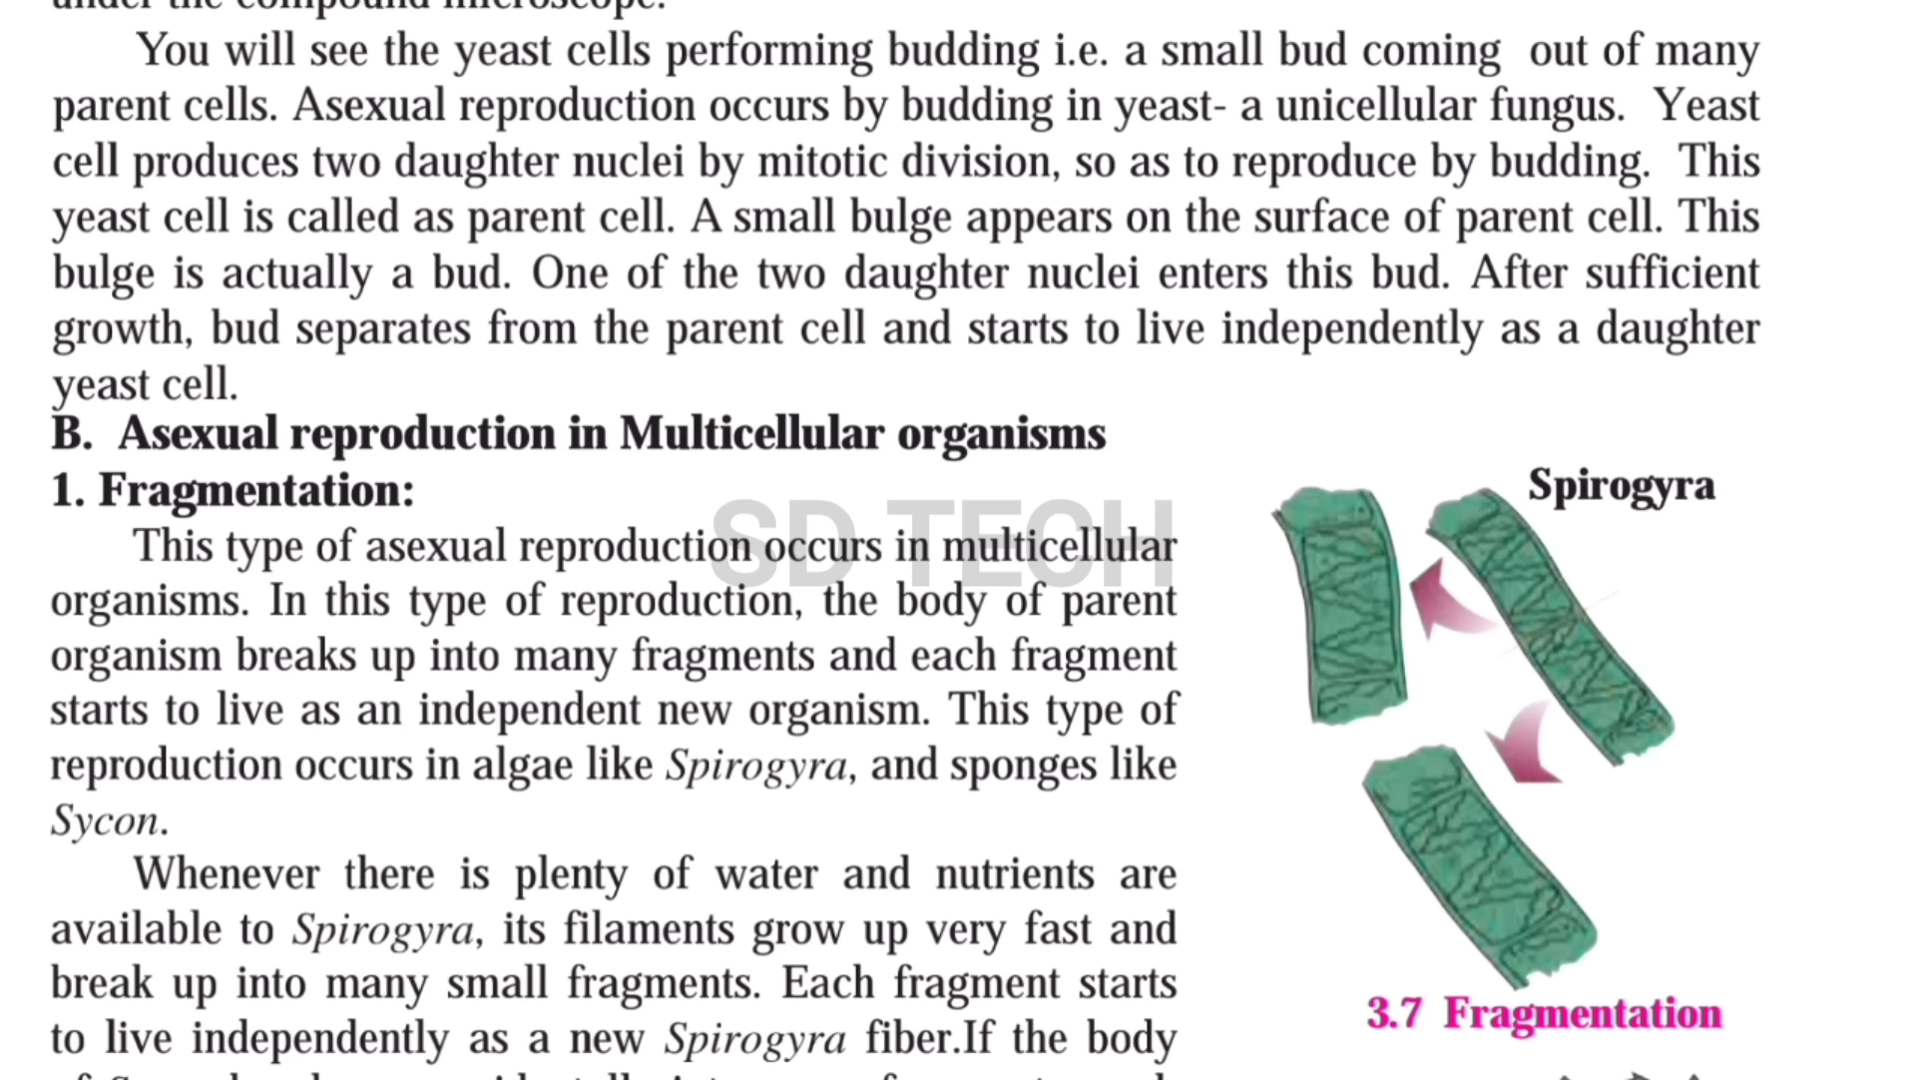 under the compound microscope.
You will see the yeast cells performing budding i.e. a small bud coming out of many
parent cells. Asexual reproduction occurs by budding in yeast- a unicellular fungus. Yeast
cell produces two daughter nuclei by mitotic division, so as to reproduce by budding. This
yeast cell is called as parent cell. A small bulge appears on the surface of parent cell. This
bulge is actually a bud. One of the two daughter nuclei enters this bud. After sufficient
growth, bud separates from the parent cell and starts to live independently as a daughter
yeast cell.
B. Asexual reproduction in Multicellular organisms
1. Fragmentation:
This type of asexual reproduction occurs in multicellular
organisms. In this type of reproduction, the body of parent
organism breaks up into many fragments and each fragment
starts to live as an independent new organism. This type of
reproduction occurs in algae like Spirogyra, and sponges like
Sycon.
Whenever there is plenty of water and nutrients are
available to Spirogyra, its filaments grow up very fast and
break up into many small fragments. Each fragment starts
to live independently as a new Spirogyra fiber.If the body
Spirogyra
3.7 Fragmentation
SD TECH